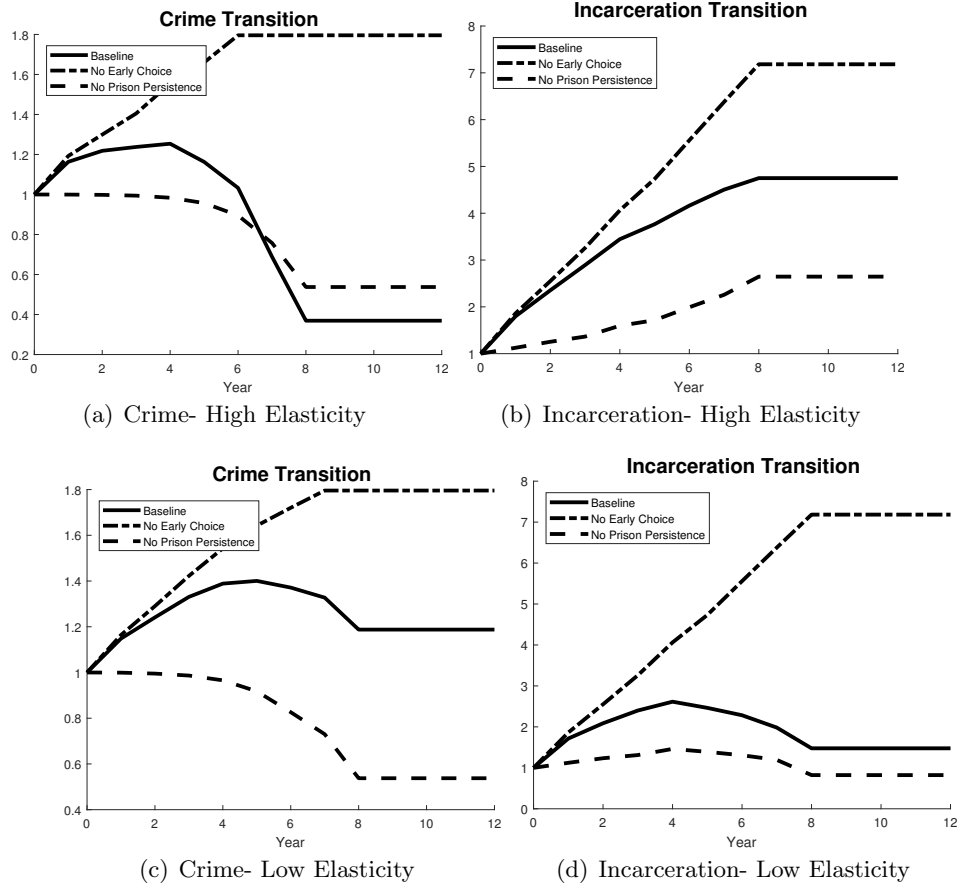 Crime Transition
1.8
1.6
1.4
1.2
1
0.8
0.6
0.4
0.2
Baseline
No Early Choice
No Prison Persistence
0 2 4 6 8 10 12
Year
(a) Crime- High Elasticity
Incarceration Transition
8
7
6
5
4
3
2
1
Baseline
No Early Choice
No Prison Persistence
0 2 4 6 8 10 12
Year
(b) Incarceration- High Elasticity
Crime Transition
1.8
1.6
1.4
1.2
1
0.8
0.6
0.4
Baseline
No Early Choice
No Prison Persistence
0 2 4 6 8 10 12
Year
(c) Crime- Low Elasticity
Incarceration Transition
8
7
6
5
4
3
2
1
0
Baseline
No Early Choice
No Prison Persistence
0 2 4 6 8 10 12
Year
(d) Incarceration- Low Elasticity